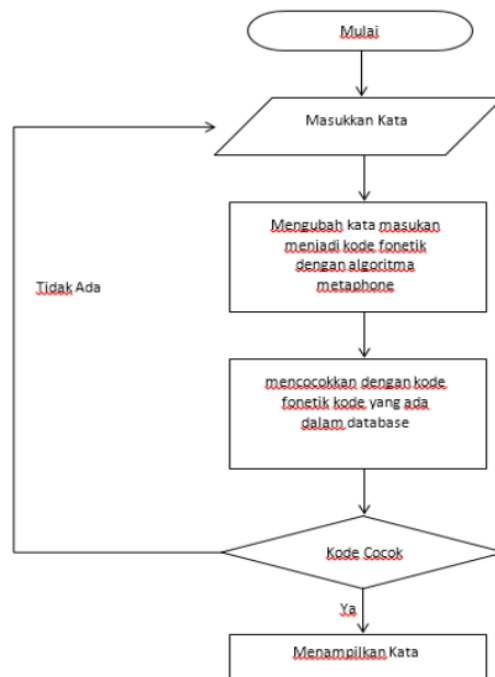 Mulai
Masukkan Kata
Mengubah kata masukan
menjadi kode fonetik
dengan algoritma
metaphone
Tidak Ada
mencocokkan dengan kode
fonetik kode yang ada
dalam database
Kode Cocok
Ya
Menampilkan Kata